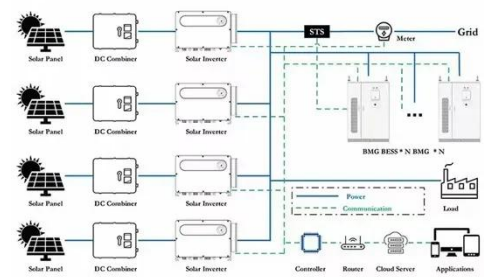 STS
Meter
Grid
Solar Panel
DC Combiner
Solar Inverter
Solar Panel
DC Combiner
Solar Inverter
BMG BESS * N BMG * N
Solar Panel
DC Combiner
Solar Inverter
Power
Communication
Load
Solar Panel
DC Combiner
Solar Inverter
Controller
Router
Cloud Server
Applications